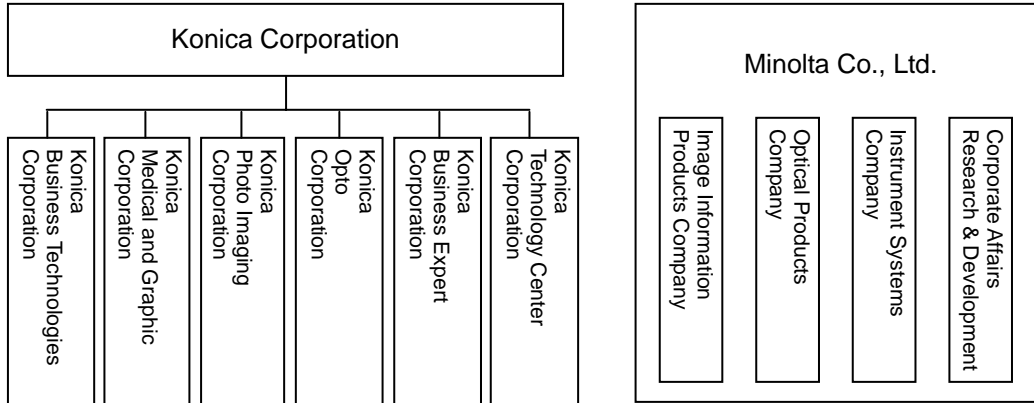 Konica Corporation
Konica
Business Technologies
Corporation
Konica
Medical and Graphic
Corporation
Konica
Photo Imaging
Corporation
Konica
Opto
Corporation
Konica
Business Expert
Corporation
Konica
Technology Center
Corporation
Minolta Co., Ltd.
Image Information
Products Company
Optical Products
Company
Instrument Systems
Company
Corporate Affairs
Research & Development